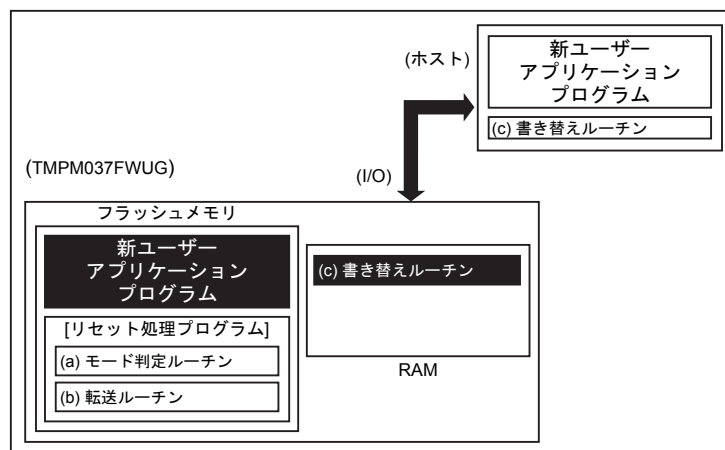 (ホスト)
新ユーザー
アプリケーション
プログラム
(c) 書き替えルーチン
(TMPM037FWUG)
(I/O)
フラッシュメモリ
新ユーザー
アプリケーション
プログラム
[リセット処理プログラム]
(a) モード判定ルーチン
(b) 転送ルーチン
(c) 書き替えルーチン
RAM